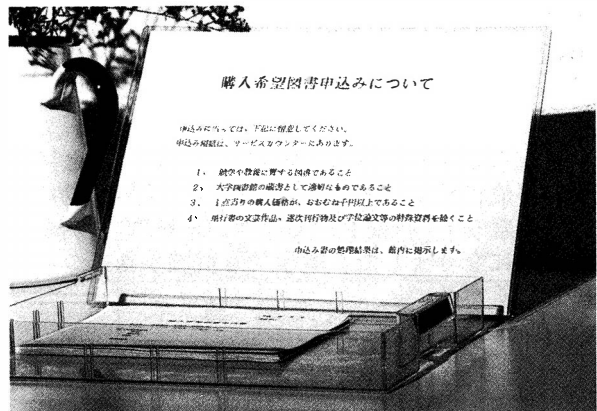 購入希望図書申込みについて
申込みに当っては、下記に留意してください。
申込み用紙は、サービスカウンターにあります。
1、 勉学や教養に資する図書であること
2、 大学図書館の蔵書として適切なものであること
3、 1点当りの購入価格が、おおむね千円以上であること
4、 現行書の文芸作品、逐次刊行物及び学位論文等の特殊資料を除くこと
申込み書の処理結果は、館内に掲示します。